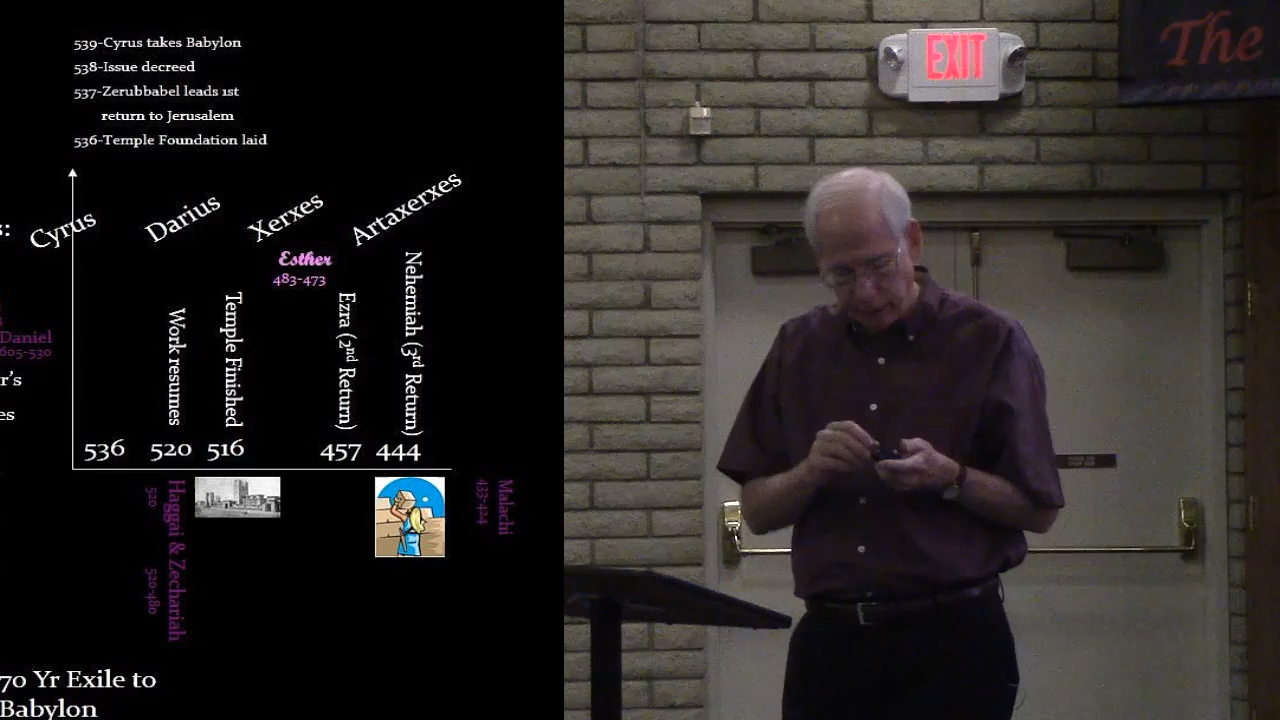 539-Cyrus takes Babylon
538-Issue decreed
537-Zerubbabel leads 1st
return to Jerusalem
536-Temple Foundation laid
s:
Cyrus
Darius
Xerxes
Artaxerxes
Esther
483-473
Daniel
605-530
r's
es
Work resumes
Temple Finished
Ezra (2nd Return)
Nehemiah (3rd Return)
536 520 516 457 444
Haggai & Zechariah
520
520-480
Malachi
433-424
70 Yr Exile to
Babylon
EXIT
The